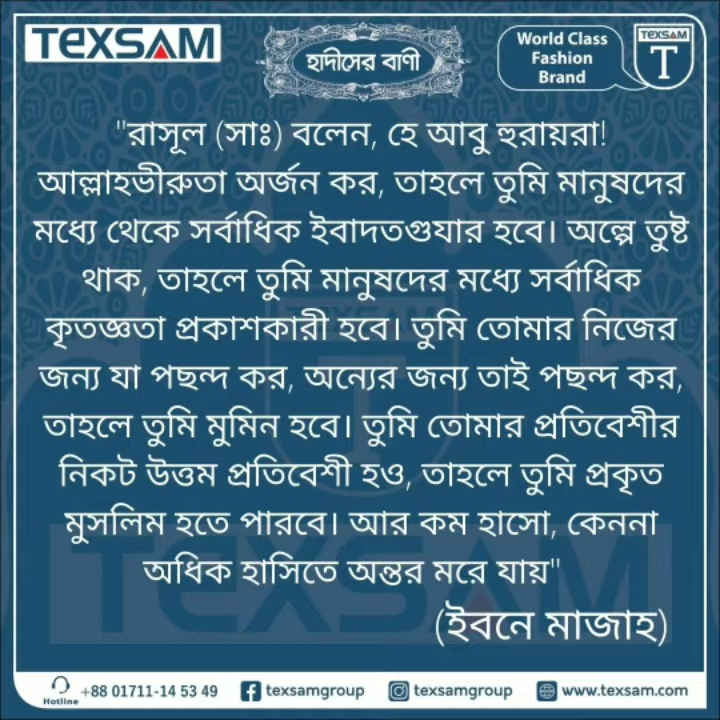 TEXSAM
হাদীসের বাণী
World Class
Fashion
Brand
TEXSAM
T
"রাসূল (সাঃ) বলেন, হে আবু হুরায়রা!
আল্লাহভীরুতা অর্জন কর, তাহলে তুমি মানুষদের
মধ্যে থেকে সর্বাধিক ইবাদতগুযার হবে। অল্পে তুষ্ট
থাক, তাহলে তুমি মানুষদের মধ্যে সর্বাধিক
কৃতজ্ঞতা প্রকাশকারী হবে। তুমি তোমার নিজের
জন্য যা পছন্দ কর, অন্যের জন্য তাই পছন্দ কর,
তাহলে তুমি মুমিন হবে। তুমি তোমার প্রতিবেশীর
নিকট উত্তম প্রতিবেশী হও, তাহলে তুমি প্রকৃত
মুসলিম হতে পারবে। আর কম হাসো, কেননা
অধিক হাসিতে অন্তর মরে যায়"
(ইবনে মাজাহ)
TEXSAM
Hotline +88 01711-14 53 49 texsamgroup texsamgroup www.texsam.com